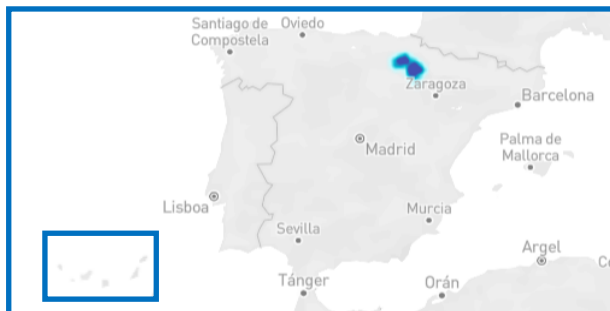 Santiago de
Compostela
Oviedo
Zaragoza
Barcelona
Madrid
Palma de
Mallorca
Lisboa
Murcia
Sevilla
Argel
Tánger
Orán